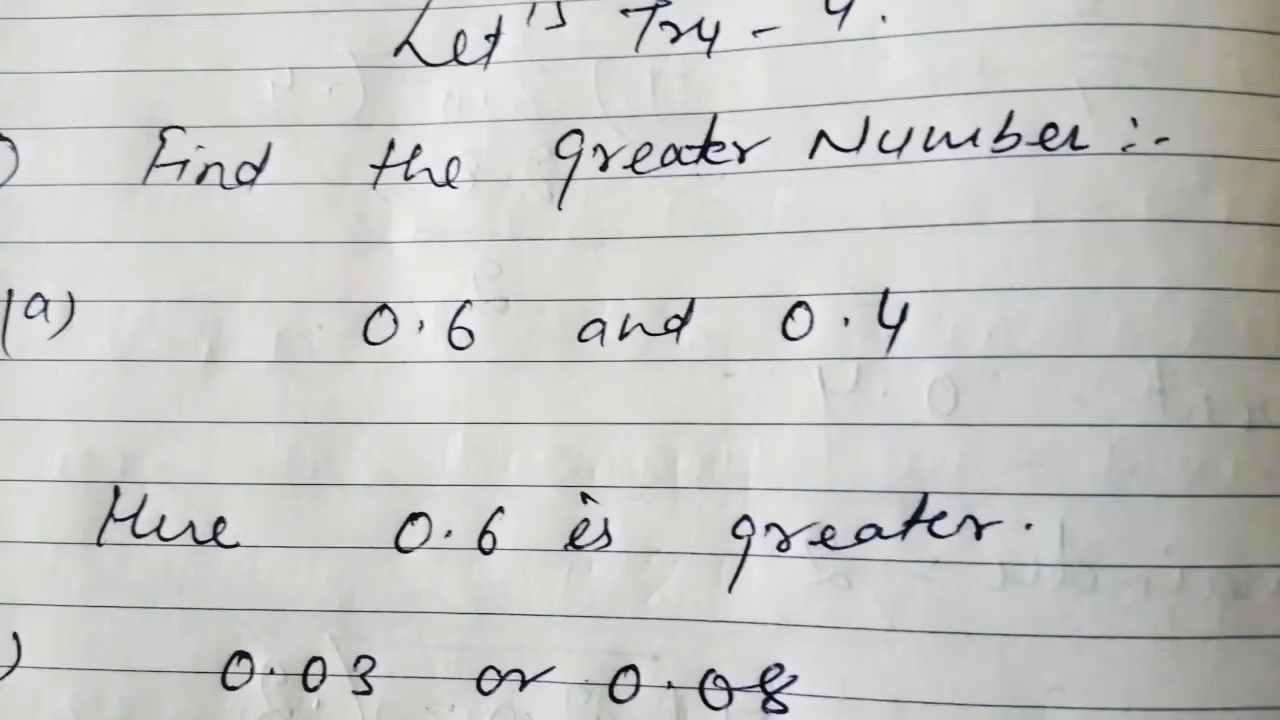 Let's Try - 4.
) Find the greater Number :-
(a) 0.6 and 0.4
Here 0.6 is greater.
) 0.03 or 0.08